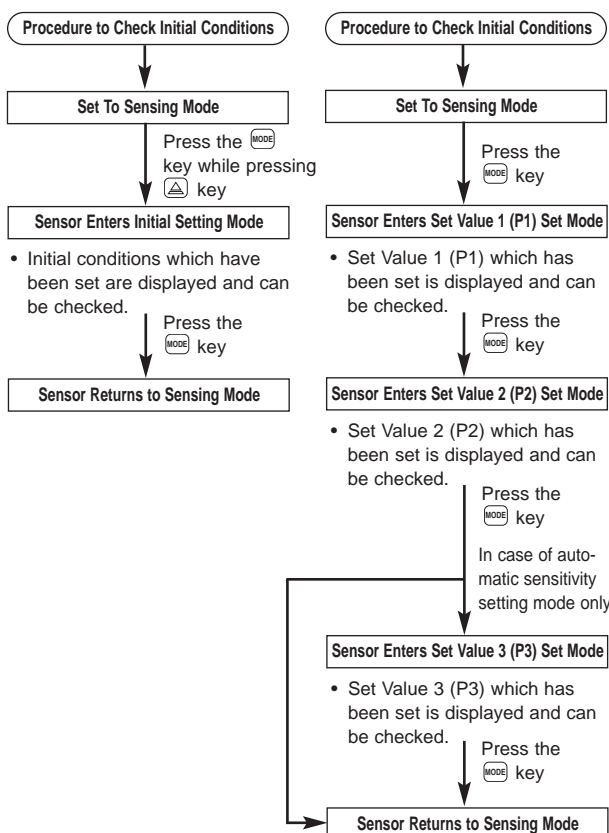 Procedure to Check Initial Conditions
Set To Sensing Mode
Press the MODE
key while pressing
key
Sensor Enters Initial Setting Mode
• Initial conditions which have
been set are displayed and can
be checked.
Press the
MODE key
Sensor Returns to Sensing Mode
Procedure to Check Initial Conditions
Set To Sensing Mode
Press the
MODE key
Sensor Enters Set Value 1 (P1) Set Mode
• Set Value 1 (P1) which has
been set is displayed and can
be checked.
Press the
MODE key
Sensor Enters Set Value 2 (P2) Set Mode
• Set Value 2 (P2) which has
been set is displayed and can
be checked.
Press the
MODE key
In case of auto-
matic sensitivity
setting mode only
Sensor Enters Set Value 3 (P3) Set Mode
• Set Value 3 (P3) which has
been set is displayed and can
be checked.
Press the
MODE key
Sensor Returns to Sensing Mode